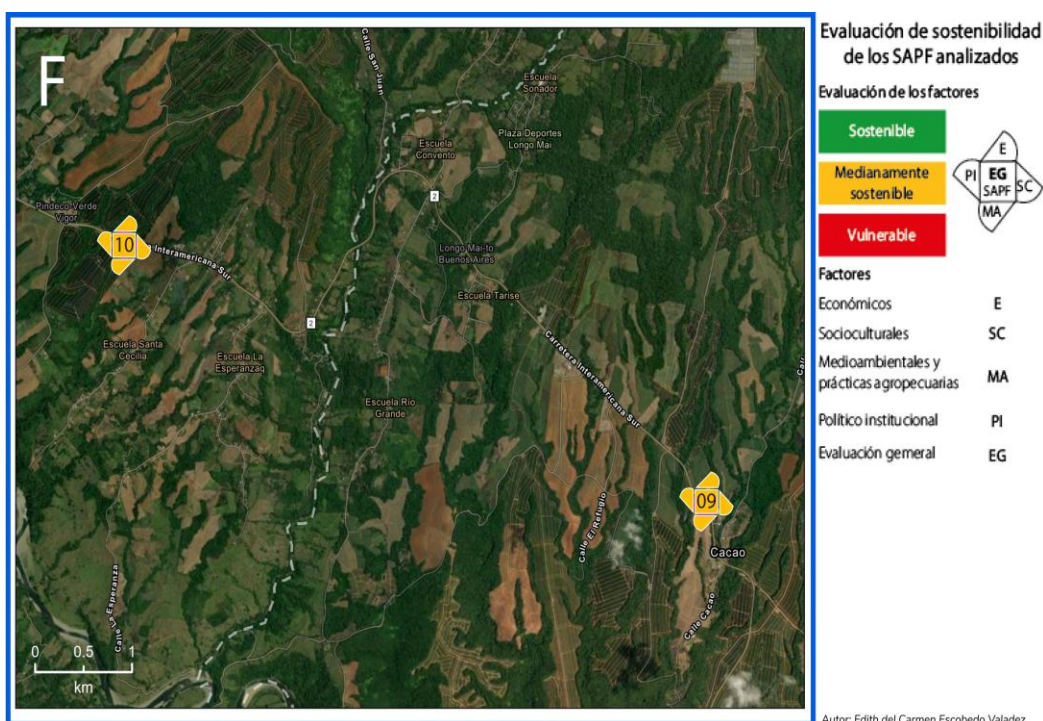 F
Calle San Juan
Escuela
Sonador
Escuela
Convento
Plaza Deportes
Longo Mai
2
Pindeco Verde
Vigor
10
a Interamericana Sur
Longo Mai-to
Buenos Aires
Escuela Tarise
2
Escuela Santa
Cecilia
Escuela La
Esperanzaq
Carretera Interamericana Sur
Escuela Rio
Grande
Calle El Refugio
09
Cacao
Calle Cacao
Calle La Esperanza
0 0.5 1
km
Evaluación de sostenibilidad
de los SAPF analizados
Evaluación de los factores
Sostenible
Medianamente
sostenible
Vulnerable
E
PI EG SC
SAPF
MA
Factores
Económicos E
Socioculturales SC
Medioambientales y
prácticas agropecuarias MA
Político institucional PI
Evaluación gemeral EG
Autor: Edith del Carmen Escobedo Valadez